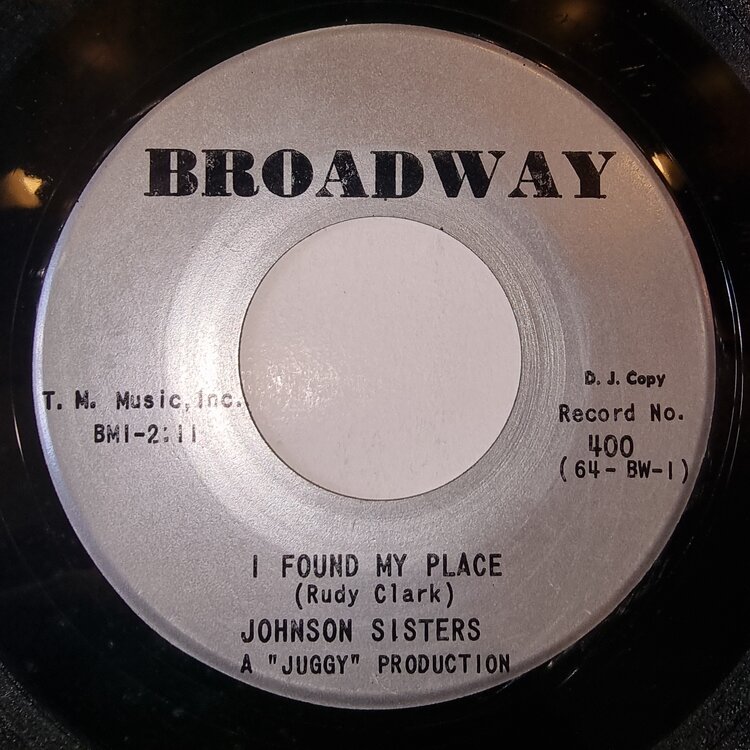 BROADWAY
T. M. Music, Inc.
BMI-2:11
D. J. Copy
Record No.
400
(64-BW-1)
I FOUND MY PLACE
(Rudy Clark)
JOHNSON SISTERS
A "JUGGY" PRODUCTION